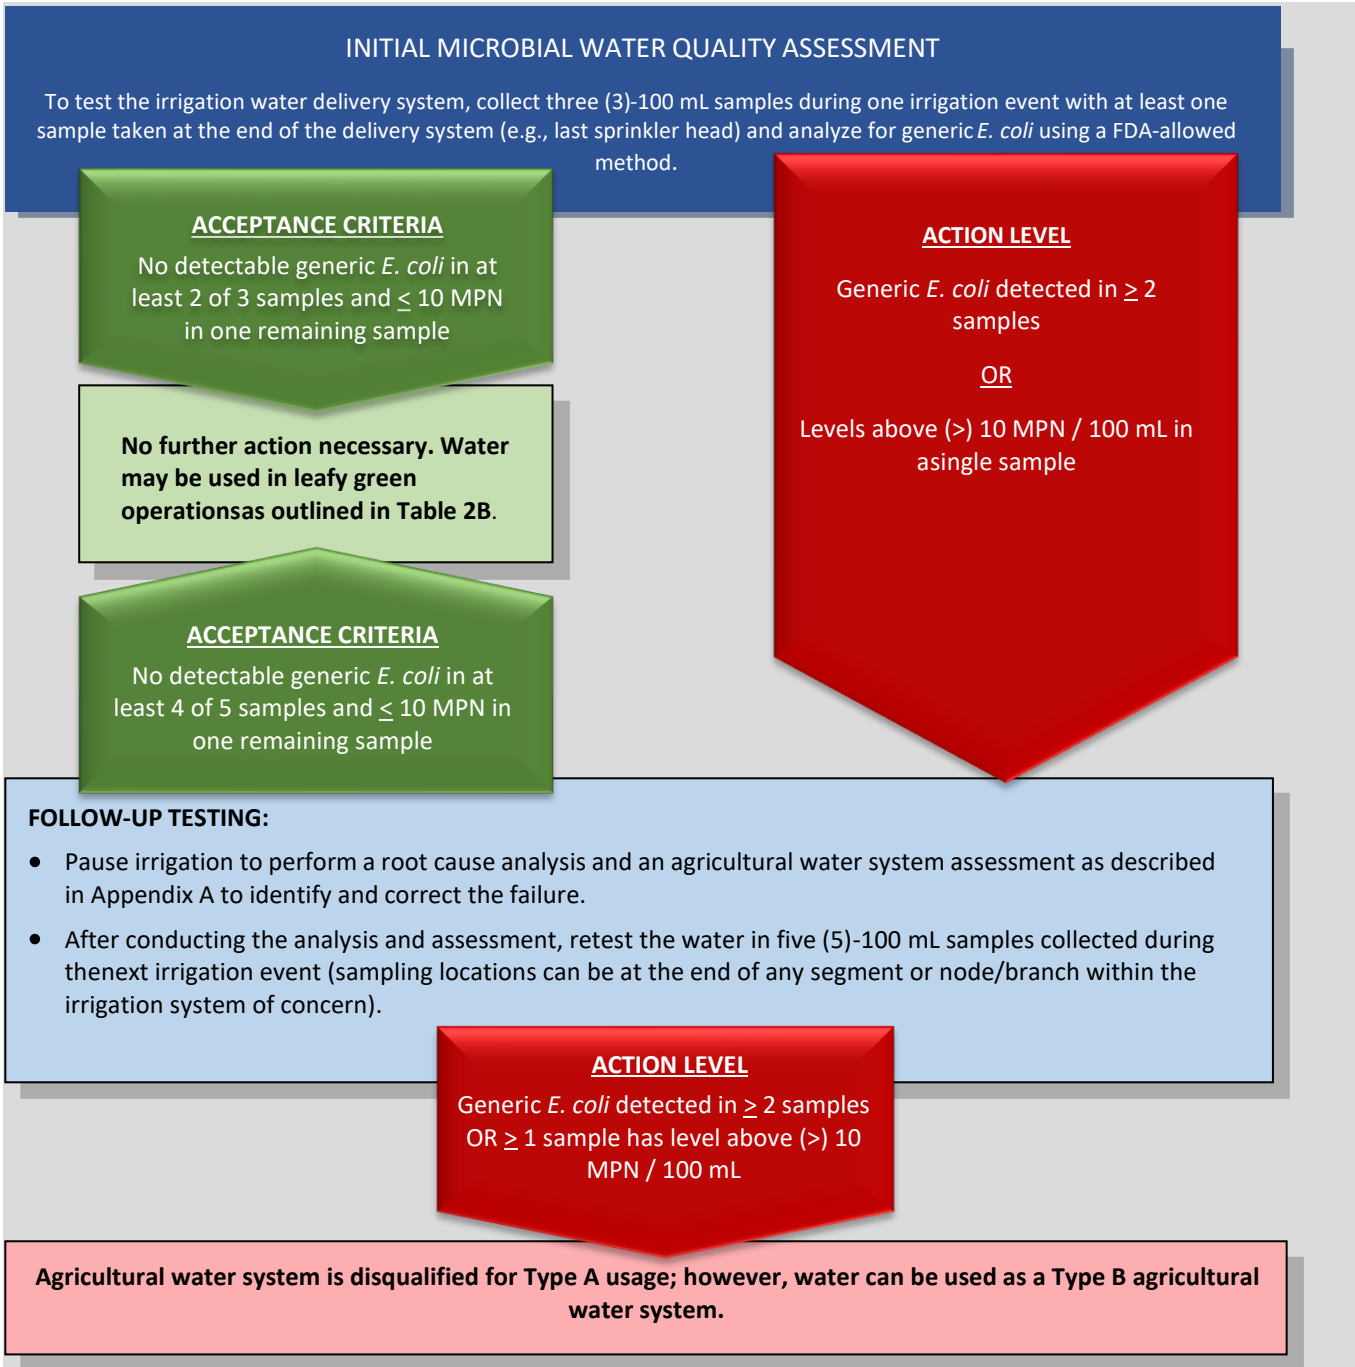 INITIAL MICROBIAL WATER QUALITY ASSESSMENT
To test the irrigation water delivery system, collect three (3)-100 mL samples during one irrigation event with at least one
sample taken at the end of the delivery system (e.g., last sprinkler head) and analyze for generic E. coli using a FDA-allowed
method.
ACCEPTANCE CRITERIA
No detectable generic E. coli in at
least 2 of 3 samples and ≤ 10 MPN
in one remaining sample
ACTION LEVEL
Generic E. coli detected in ≥ 2
samples
OR
Levels above (>) 10 MPN / 100 mL in
asingle sample
No further action necessary. Water
may be used in leafy green
operationsas outlined in Table 2B.
ACCEPTANCE CRITERIA
No detectable generic E. coli in at
least 4 of 5 samples and ≤ 10 MPN in
one remaining sample
FOLLOW-UP TESTING:
• Pause irrigation to perform a root cause analysis and an agricultural water system assessment as described
in Appendix A to identify and correct the failure.
• After conducting the analysis and assessment, retest the water in five (5)-100 mL samples collected during
thenext irrigation event (sampling locations can be at the end of any segment or node/branch within the
irrigation system of concern).
ACTION LEVEL
Generic E. coli detected in ≥ 2 samples
OR ≥ 1 sample has level above (>) 10
MPN / 100 mL
Agricultural water system is disqualified for Type A usage; however, water can be used as a Type B agricultural
water system.